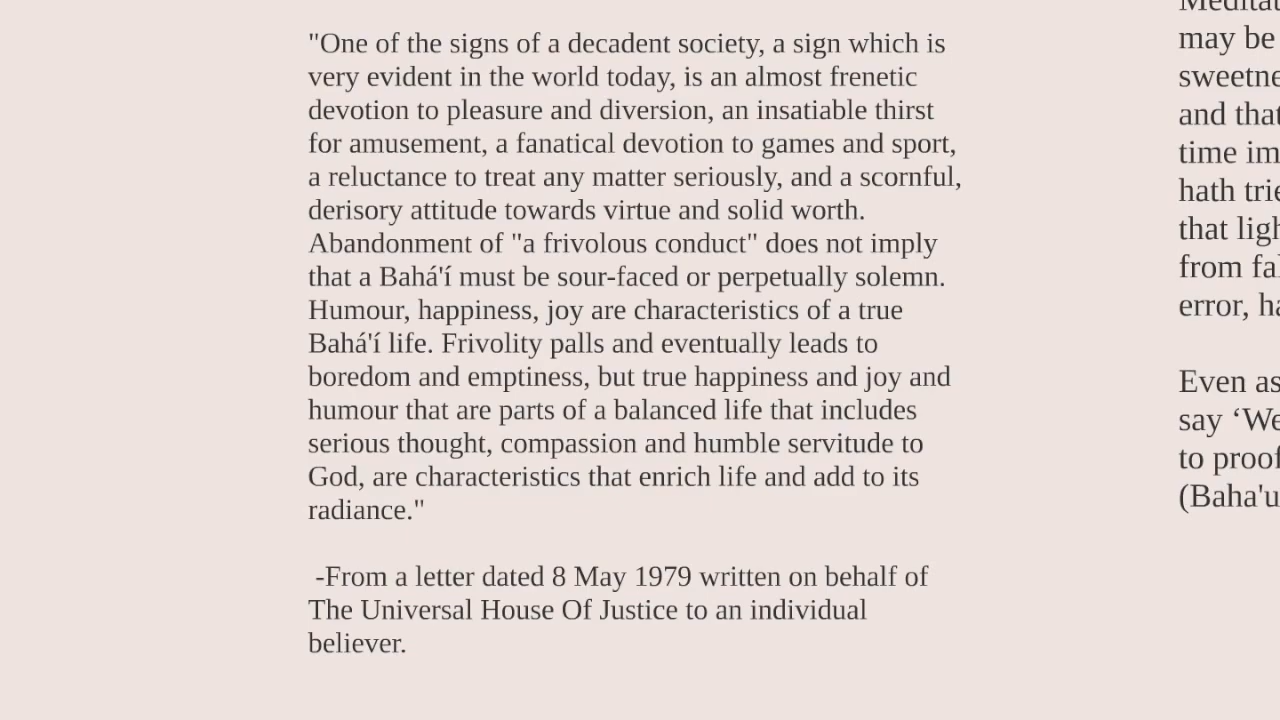 "One of the signs of a decadent society, a sign which is
very evident in the world today, is an almost frenetic
devotion to pleasure and diversion, an insatiable thirst
for amusement, a fanatical devotion to games and sport,
a reluctance to treat any matter seriously, and a scornful,
derisory attitude towards virtue and solid worth.
Abandonment of "a frivolous conduct" does not imply
that a Bahá'í must be sour-faced or perpetually solemn.
Humour, happiness, joy are characteristics of a true
Bahá'í life. Frivolity palls and eventually leads to
boredom and emptiness, but true happiness and joy and
humour that are parts of a balanced life that includes
serious thought, compassion and humble servitude to
God, are characteristics that enrich life and add to its
radiance."
-From a letter dated 8 May 1979 written on behalf of
The Universal House Of Justice to an individual
believer.
may be
and that
time
hath
that
from
error,
Even as
say
to